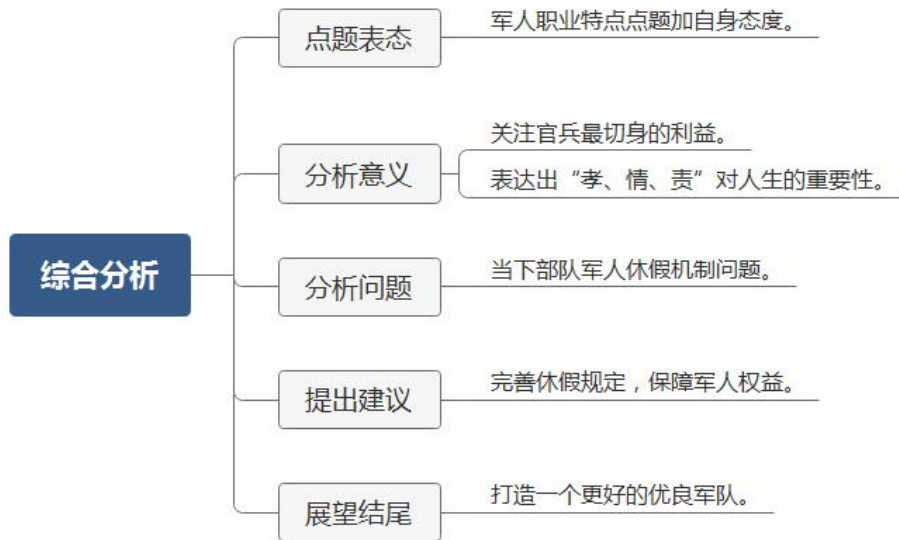 综合分析
点题表态
军人职业特点点题加自身态度。
分析意义
关注官兵最切身的利益。
表达出“孝、情、责”对人生的重要性。
分析问题
当下部队军人休假机制问题。
提出建议
完善休假规定，保障军人权益。
展望结尾
打造一个更好的优良军队。